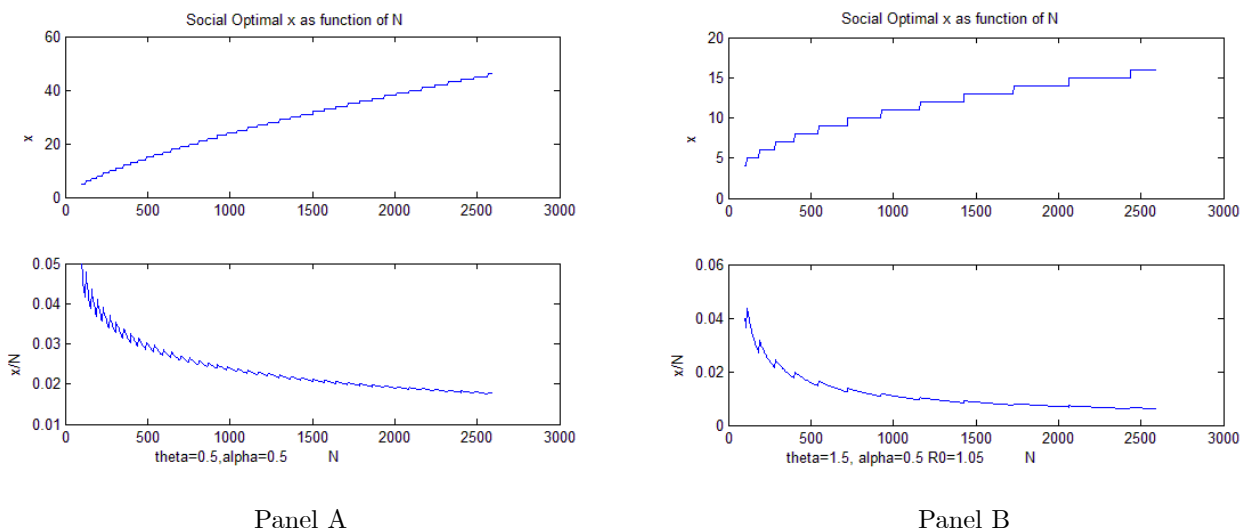 Social Optimal x as function of N
60
40
20
0
x
0 500 1000 1500 2000 2500 3000
0.05
0.04
0.03
0.02
0.01
x/N
0 500 1000 1500 2000 2500 3000
theta=0.5,alpha=0.5 N
Panel A
Social Optimal x as function of N
20
15
10
5
0
x
0 500 1000 1500 2000 2500 3000
0.06
0.04
0.02
0
x/N
0 500 1000 1500 2000 2500 3000
theta=1.5, alpha=0.5 R0=1.05 N
Panel B